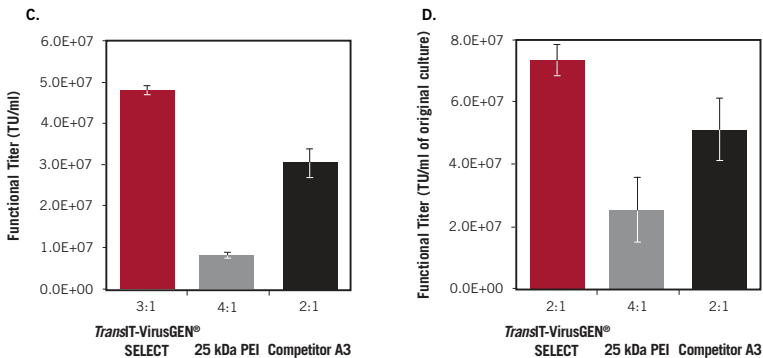 C.
Functional Titer (TU/ml)
6.0E+07
5.0E+07
4.0E+07
3.0E+07
2.0E+07
1.0E+07
0.0E+00
3:1 4:1 2:1
TransIT-VirusGEN®
SELECT 25 kDa PEI Competitor A3
D.
Functional Titer (TU/ml of original culture)
8.0E+07
6.0E+07
4.0E+07
2.0E+07
0.0E+00
2:1 4:1 2:1
TransIT-VirusGEN®
SELECT 25 kDa PEI Competitor A3